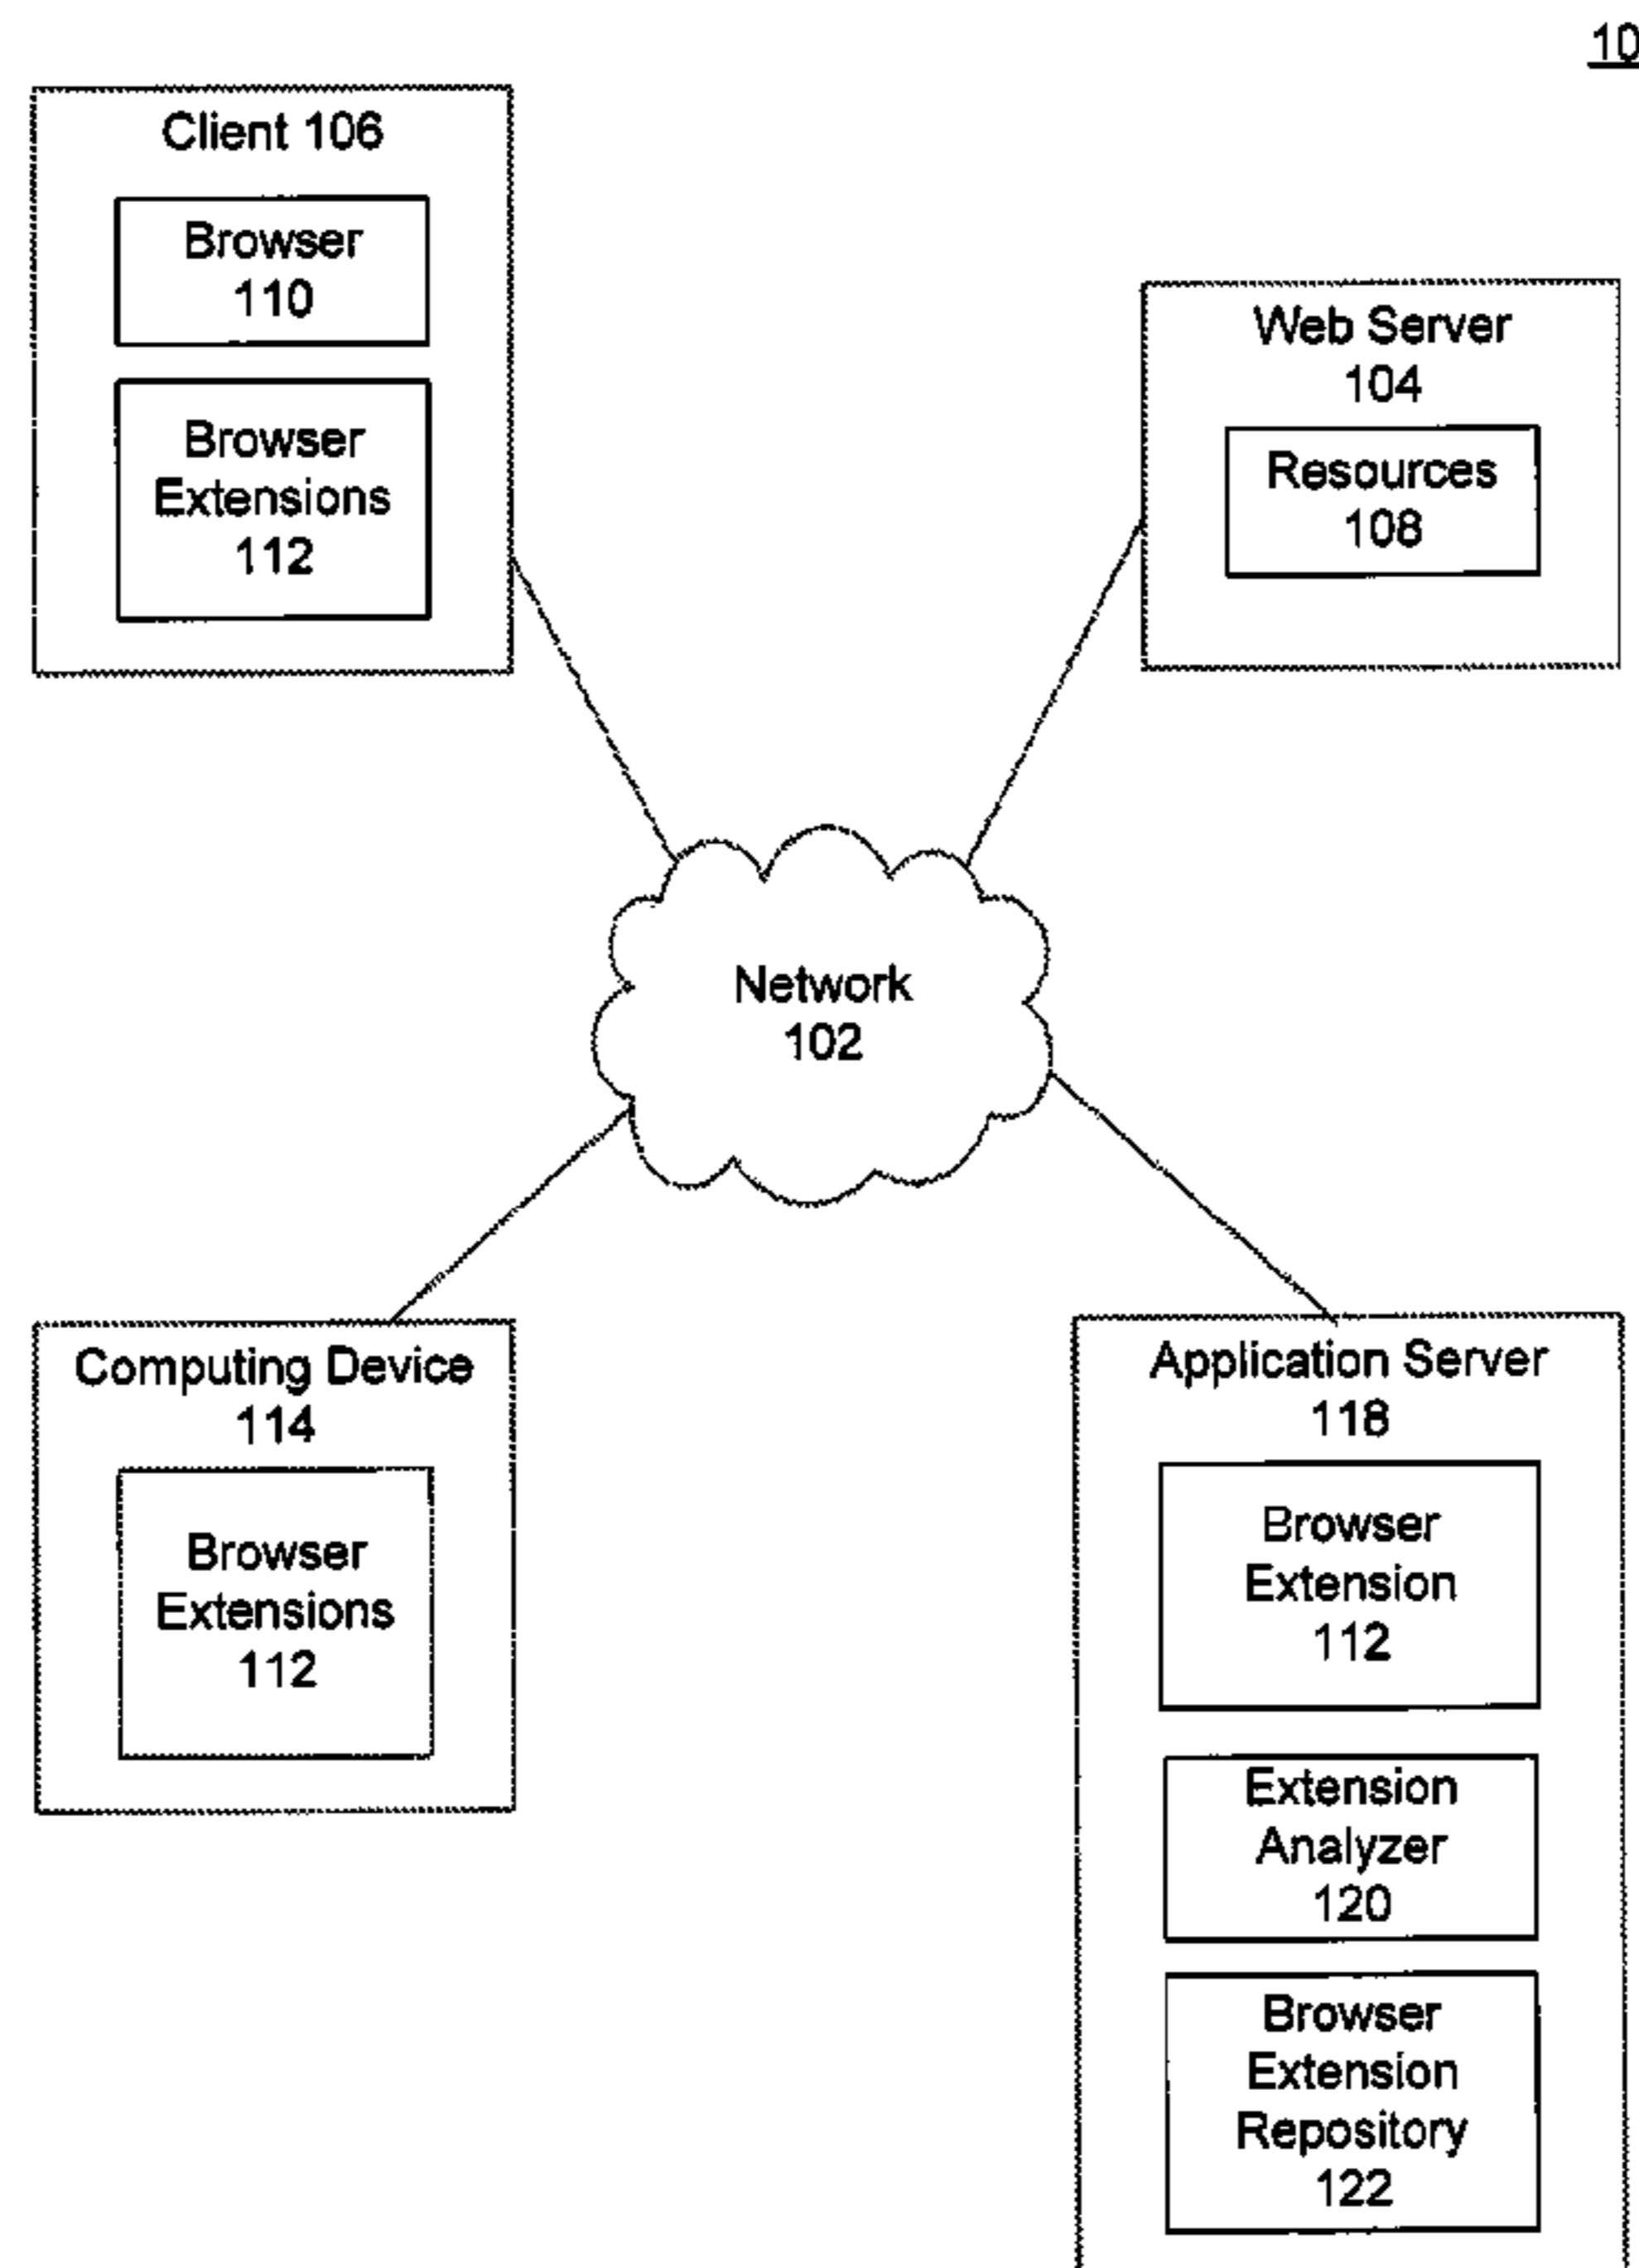 10
Client 106
Browser
110
Browser
Extensions
112
Web Server
104
Resources
108
Network
102
Computing Device
114
Browser
Extensions
112
Application Server
118
Browser
Extension
112
Extension
Analyzer
120
Browser
Extension
Repository
122